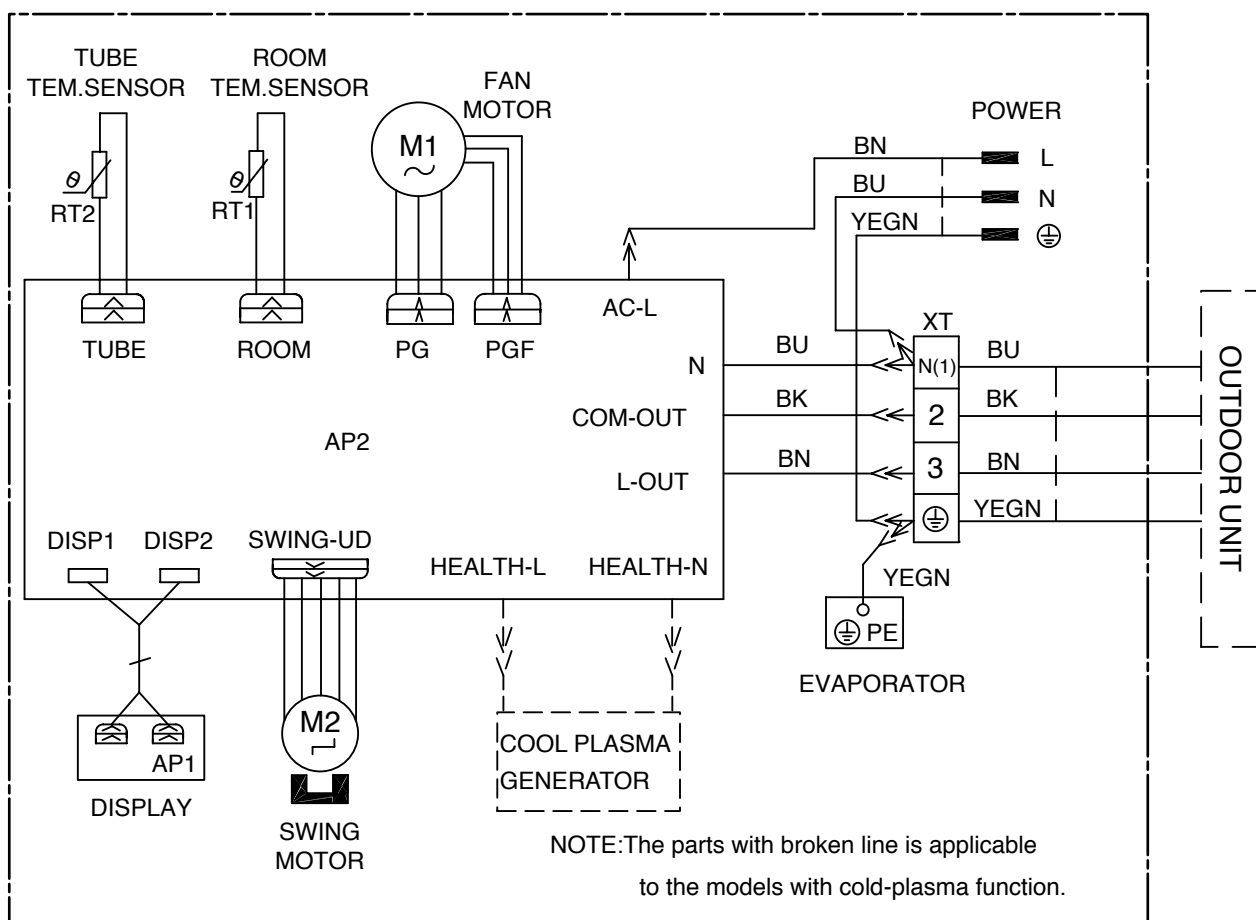 TUBE
TEM.SENSOR
ROOM
TEM.SENSOR
FAN
MOTOR
POWER
M1
BN
L
BU
N
YEGN
θ
RT2
θ
RT1
AC-L
XT
TUBE
ROOM
PG
PGF
N
BU
N(1)
BU
COM-OUT
BK
2
BK
AP2
L-OUT
BN
3
BN
YEGN
OUTDOOR UNIT
DISP1
DISP2
SWING-UD
HEALTH-L
HEALTH-N
YEGN
PE
EVAPORATOR
M2
AP1
DISPLAY
COOL PLASMA
GENERATOR
SWING
MOTOR
NOTE:The parts with broken line is applicable
to the models with cold-plasma function.